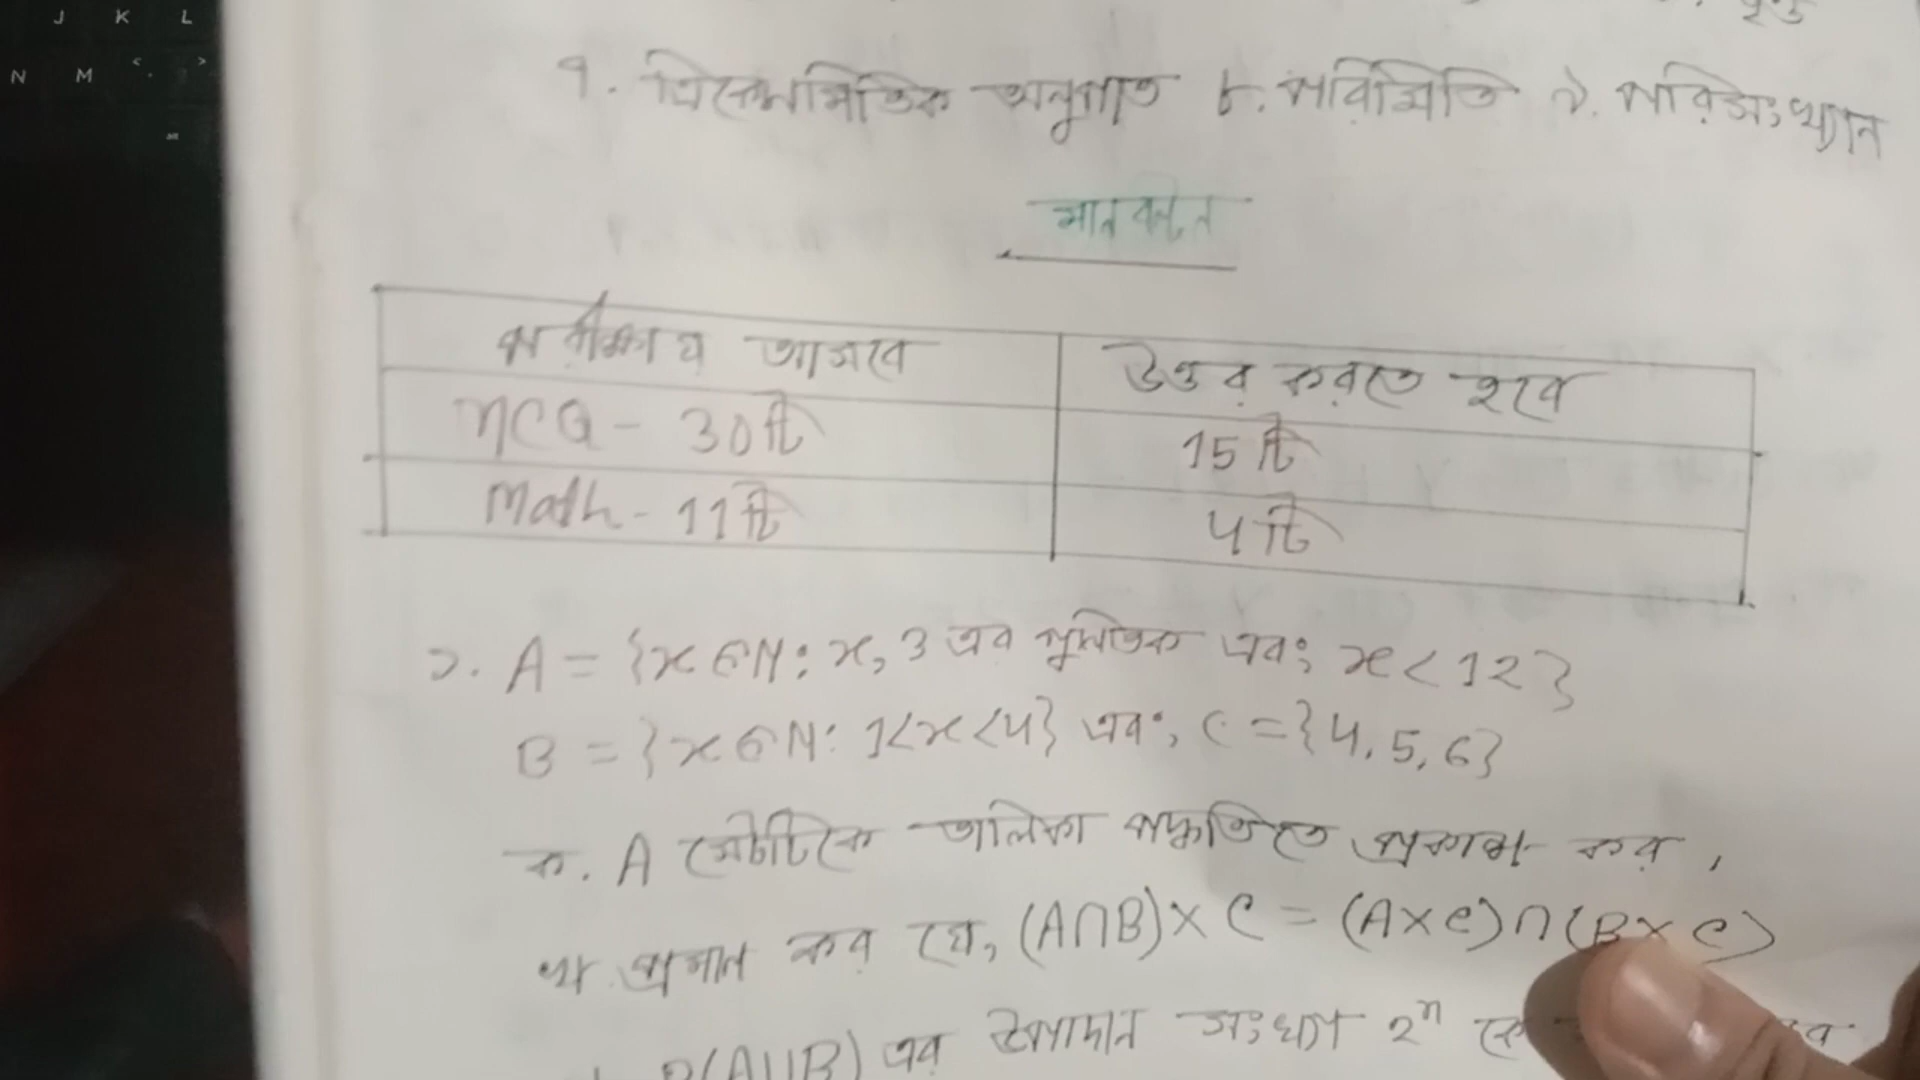 J K L
N M < >
৭. ত্রিকোণমিতিক অনুপাত ৮. পরিমিতি ৯. পরিসংখ্যান
মানবন্টন
পরীক্ষায় আসবে উত্তর করতে হবে
MCQ - 30টি 15টি
Math - 11টি 4টি
১. A = {x∈N: x, 3 এর গুণিতক এবং x < 12}
B = {x∈N: 1<x<4} এবং C = {4, 5, 6}
ক. A সেটটিকে তালিকা পদ্ধতিতে প্রকাশ কর,
খ. প্রমান কর যে, (A∩B)×C = (A×C)∩(B×C)
P(A∪B) এর উপাদান সংখ্যা 2ⁿ কে